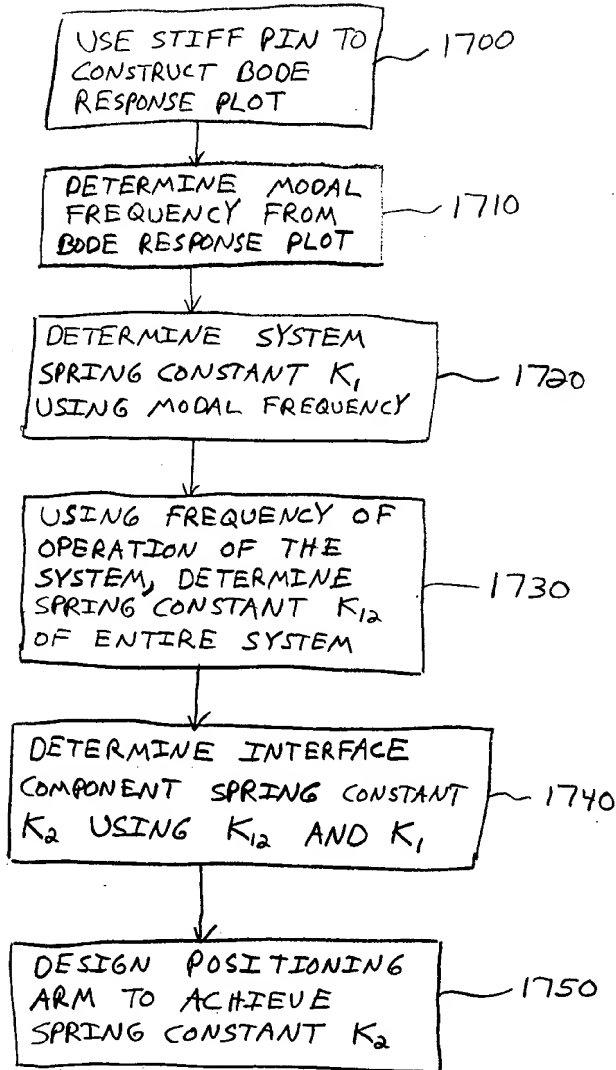 USE STIFF PIN TO
CONSTRUCT BODE
RESPONSE PLOT
1700
DETERMINE MODAL
FREQUENCY FROM
BODE RESPONSE PLOT
1710
DETERMINE SYSTEM
SPRING CONSTANT K₁
USING MODAL FREQUENCY
1720
USING FREQUENCY OF
OPERATION OF THE
SYSTEM, DETERMINE
SPRING CONSTANT K₁₂
OF ENTIRE SYSTEM
1730
DETERMINE INTERFACE
COMPONENT SPRING CONSTANT
K₂ USING K₁₂ AND K₁
1740
DESIGN POSITIONING
ARM TO ACHIEVE
SPRING CONSTANT K₂
1750